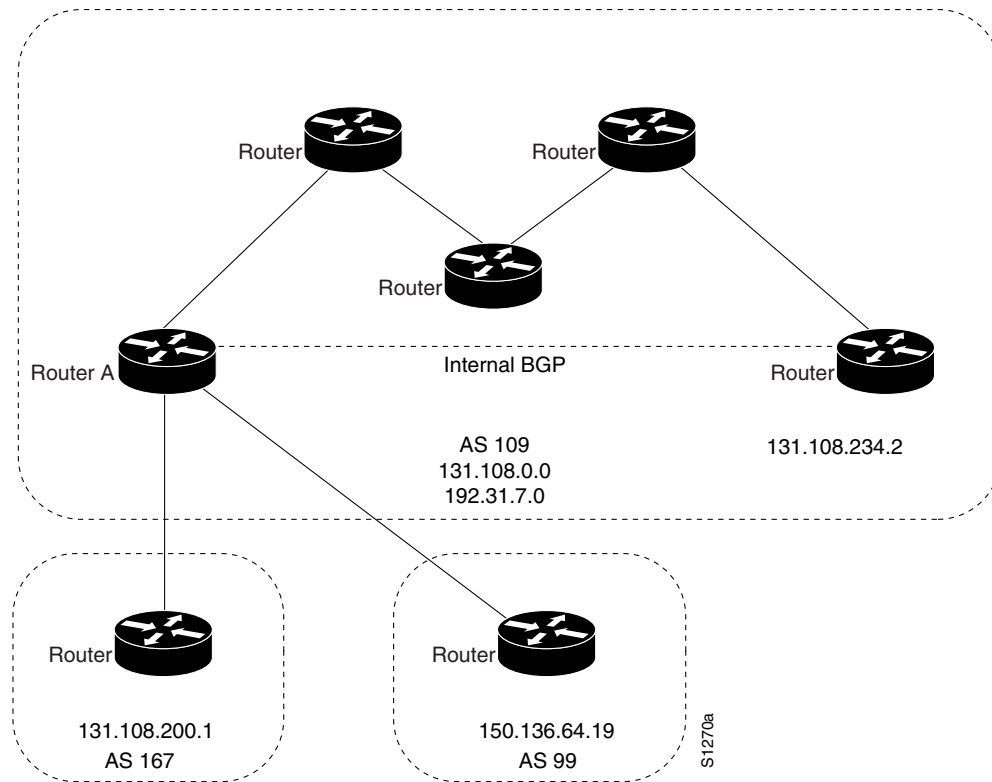 Router
Router
Router
Router A
Internal BGP
Router
AS 109
131.108.0.0
192.31.7.0
131.108.234.2
Router
131.108.200.1
AS 167
Router
150.136.64.19
AS 99
S1270a